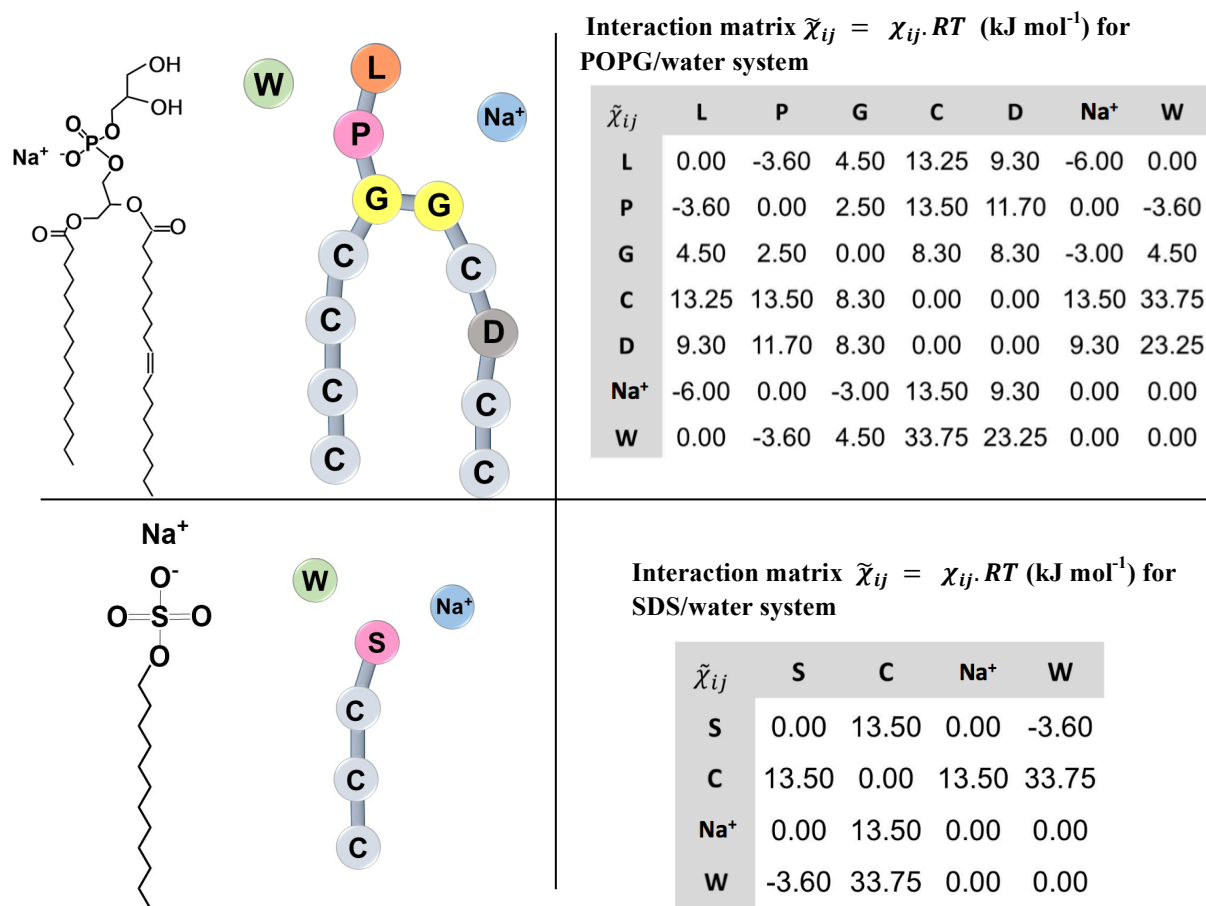 Interaction matrix χ̃ij = χij. RT (kJ mol⁻¹) for
POPG/water system
OH
OH
O
O
P
Na⁺ ⁻O
O
O
O
O
O
W
L
P
Na⁺
G G
C C
C D
C C
C C
χ̃ij L P G C D Na⁺ W
L 0.00 -3.60 4.50 13.25 9.30 -6.00 0.00
P -3.60 0.00 2.50 13.50 11.70 0.00 -3.60
G 4.50 2.50 0.00 8.30 8.30 -3.00 4.50
C 13.25 13.50 8.30 0.00 0.00 13.50 33.75
D 9.30 11.70 8.30 0.00 0.00 9.30 23.25
Na⁺ -6.00 0.00 -3.00 13.50 9.30 0.00 0.00
W 0.00 -3.60 4.50 33.75 23.25 0.00 0.00
Na⁺
O⁻
O S O
O
W
Na⁺
S
C
C
C
Interaction matrix χ̃ij = χij. RT (kJ mol⁻¹) for
SDS/water system
χ̃ij S C Na⁺ W
S 0.00 13.50 0.00 -3.60
C 13.50 0.00 13.50 33.75
Na⁺ 0.00 13.50 0.00 0.00
W -3.60 33.75 0.00 0.00